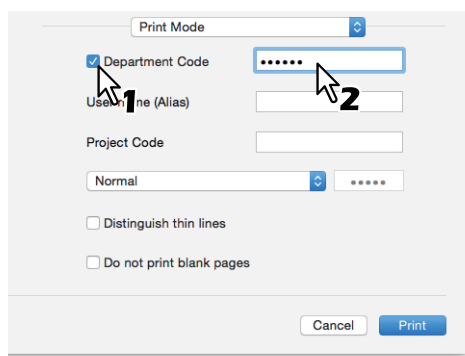 Print Mode
Department Code ••••••
1
2
User n ne (Alias)
Project Code
Normal •••••
Distinguish thin lines
Do not print blank pages
Cancel Print